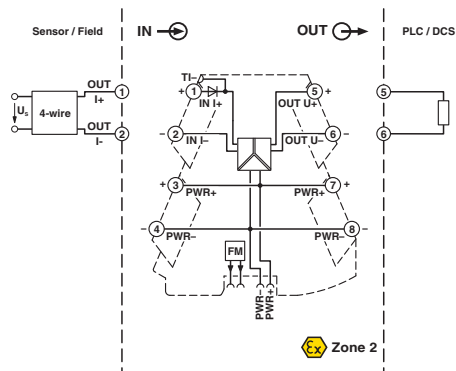 Sensor / Field
IN
OUT
PLC / DCS
TI–
OUT
I+
1
+ 1
IN I+
5 +
OUT U+
5
Us
4-wire
OUT
I-
2
– 2
IN I–
OUT U–
6 –
6
+ 3
PWR+
PWR+
7 +
– 4
PWR–
PWR–
8 –
FM
PWR–
PWR+
Ex Zone 2